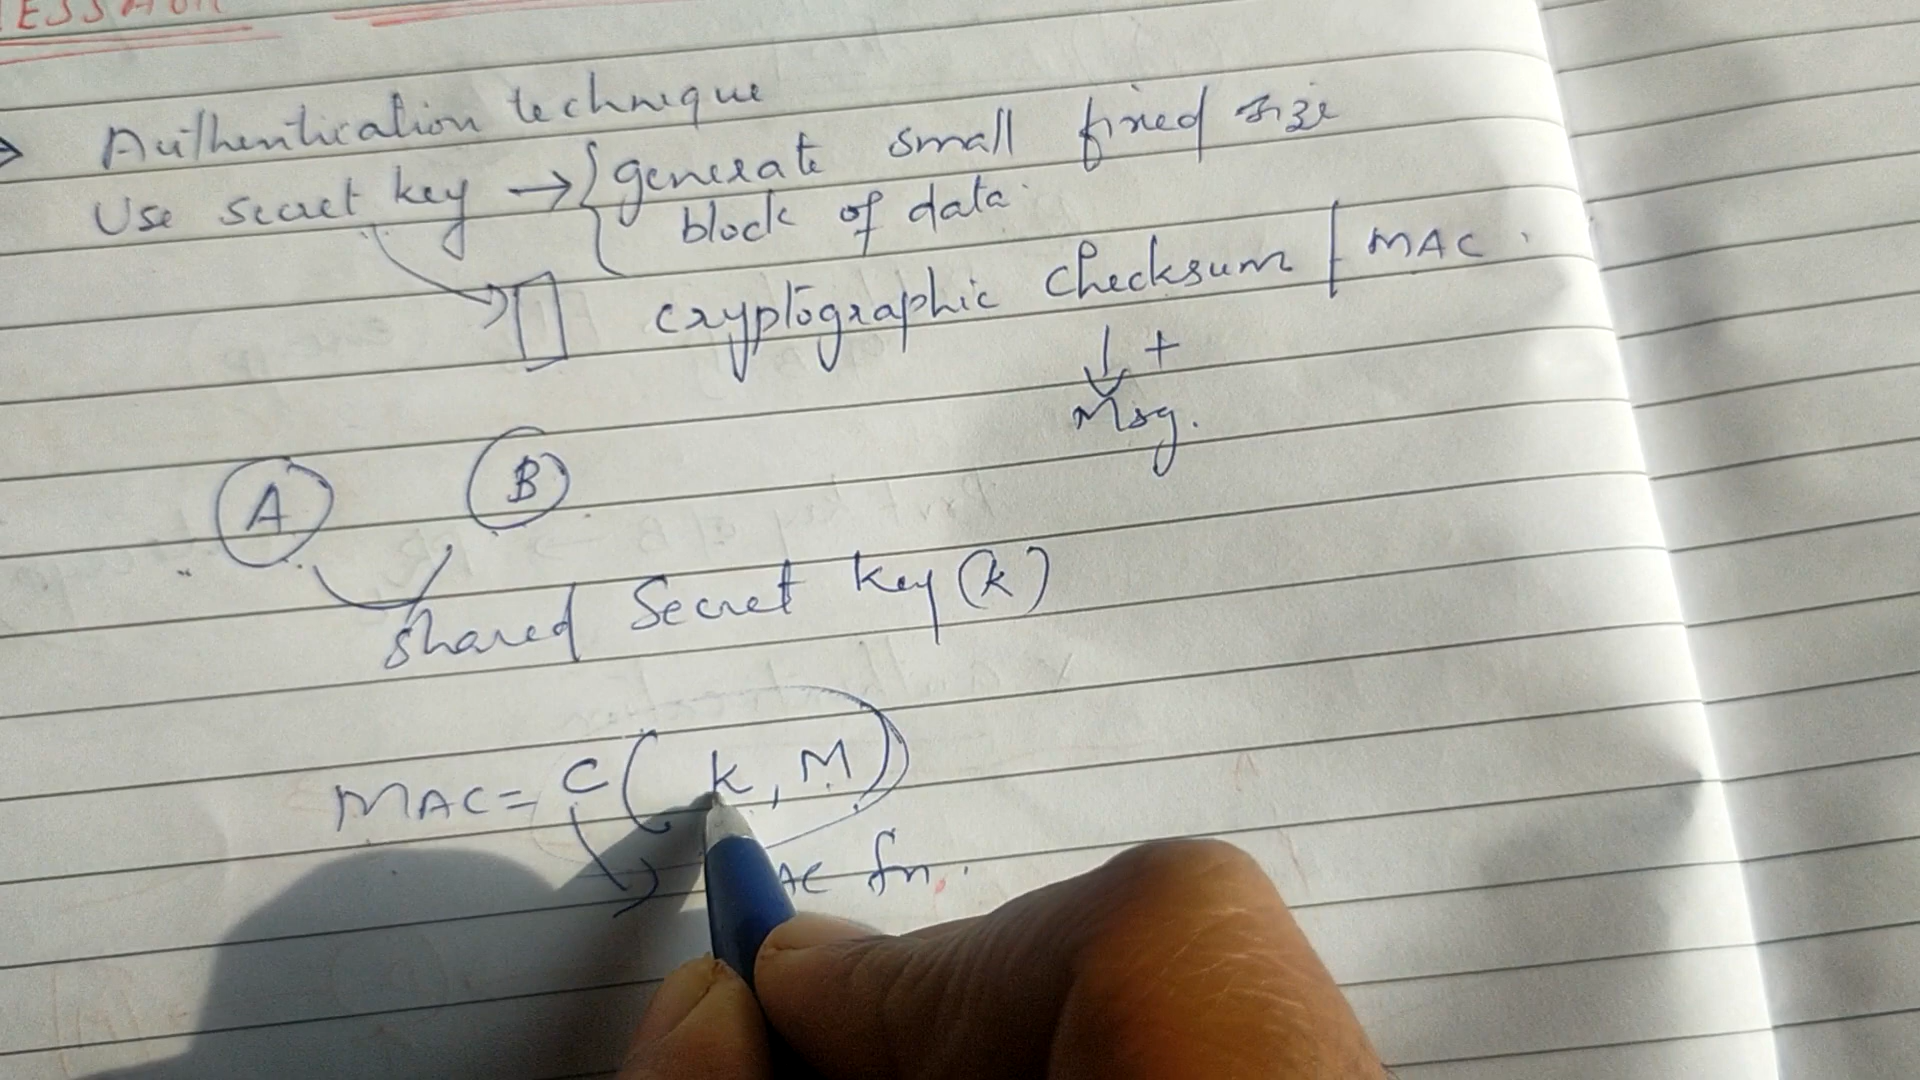 Authentication technique
Use secret key → { generate small fixed size
block of data.
cryptographic checksum / MAC.
↓ +
Msg.
A B
shared Secret key (k)
MAC = C ( k, M )
fn.